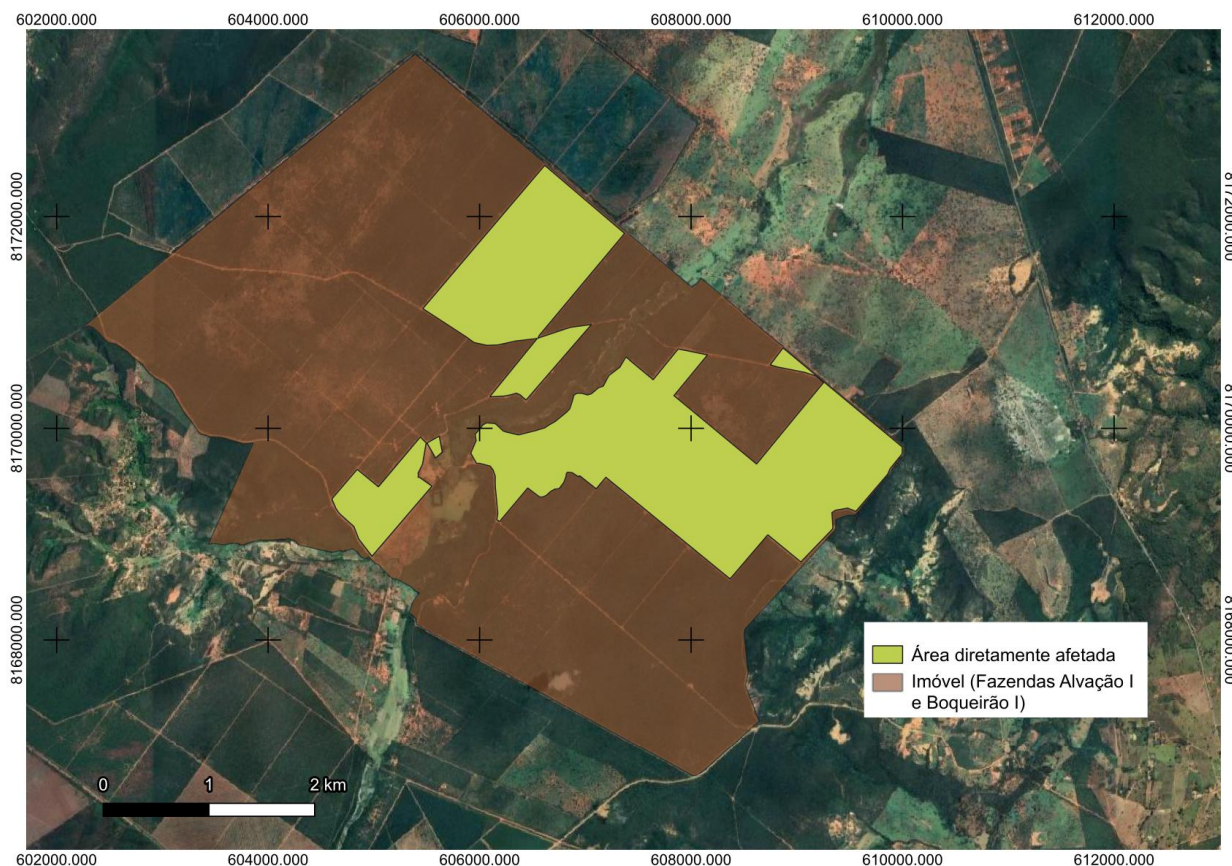 602000.000 604000.000 606000.000 608000.000 610000.000 612000.000
8172000.000 8172000.000
8170000.000 8170000.000
8168000.000 8168000.000
Área diretamente afetada
Imóvel (Fazendas Alvação I
e Boqueirão I)
0 1 2 km
602000.000 604000.000 606000.000 608000.000 610000.000 612000.000